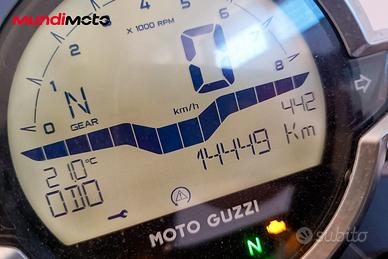 MUNDIMOTO
x 1000 RPM
0 1 2 3 4 5 6 7 8
N
GEAR
0
km/h
442
21.0°C
14449 Km
ODO
MOTO GUZZI
N
subito